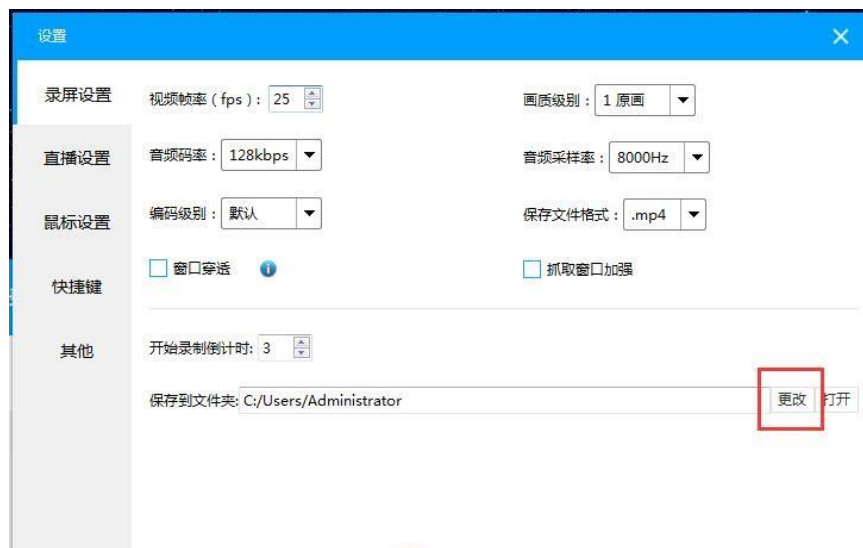 设置
录屏设置
视频帧率 ( fps ) : 25
画质级别 : 1 原画
直播设置
音频码率 : 128kbps
音频采样率 : 8000Hz
鼠标设置
编码级别 : 默认
保存文件格式 : .mp4
快捷键
窗口穿透
抓取窗口加强
其他
开始录制倒计时: 3
保存到文件夹: C:/Users/Administrator
更改
打开